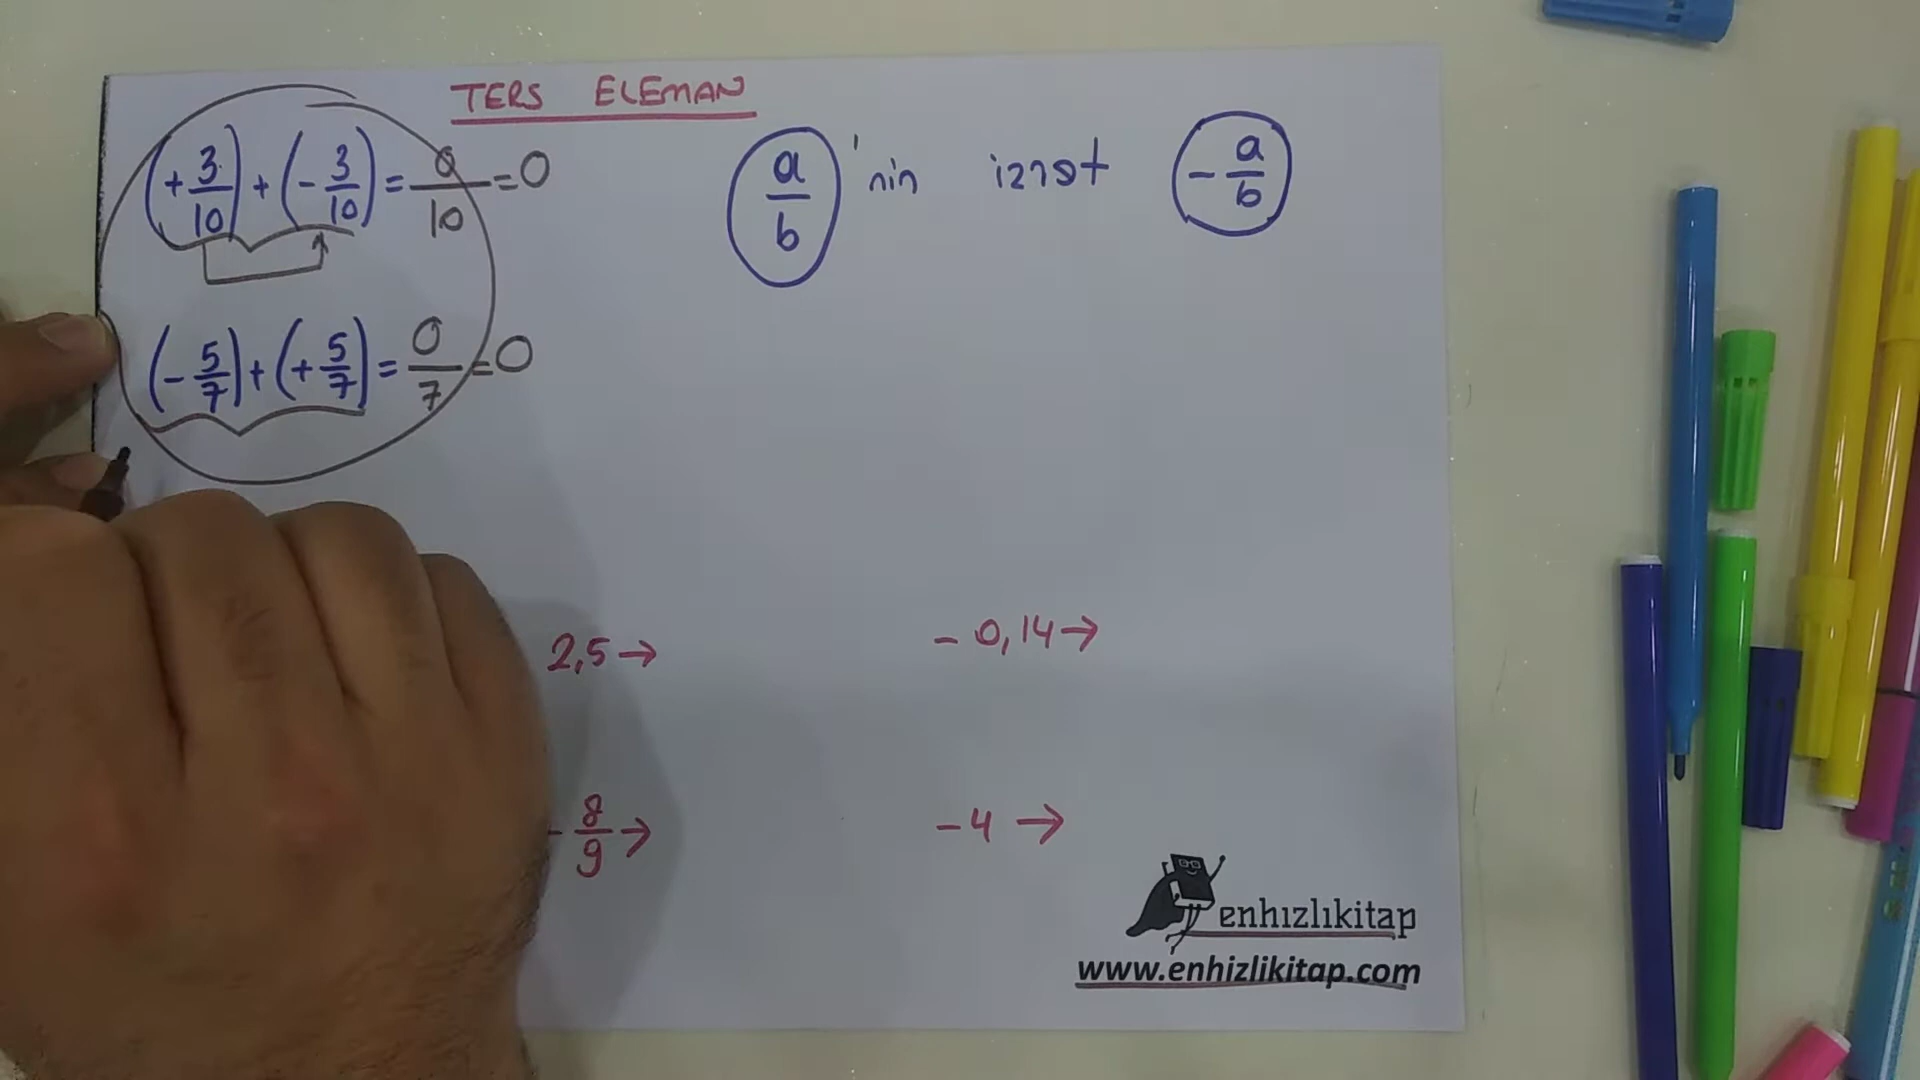 TERS ELEMAN
(+3/10) + (-3/10) = 0/10 = 0
a/b 'nin tersi -a/b
(-5/7) + (+5/7) = 0/7 = 0
2,5 →
- 0,14 →
- 8/9 →
- 4 →
enhızlıkitap
www.enhizlikitap.com